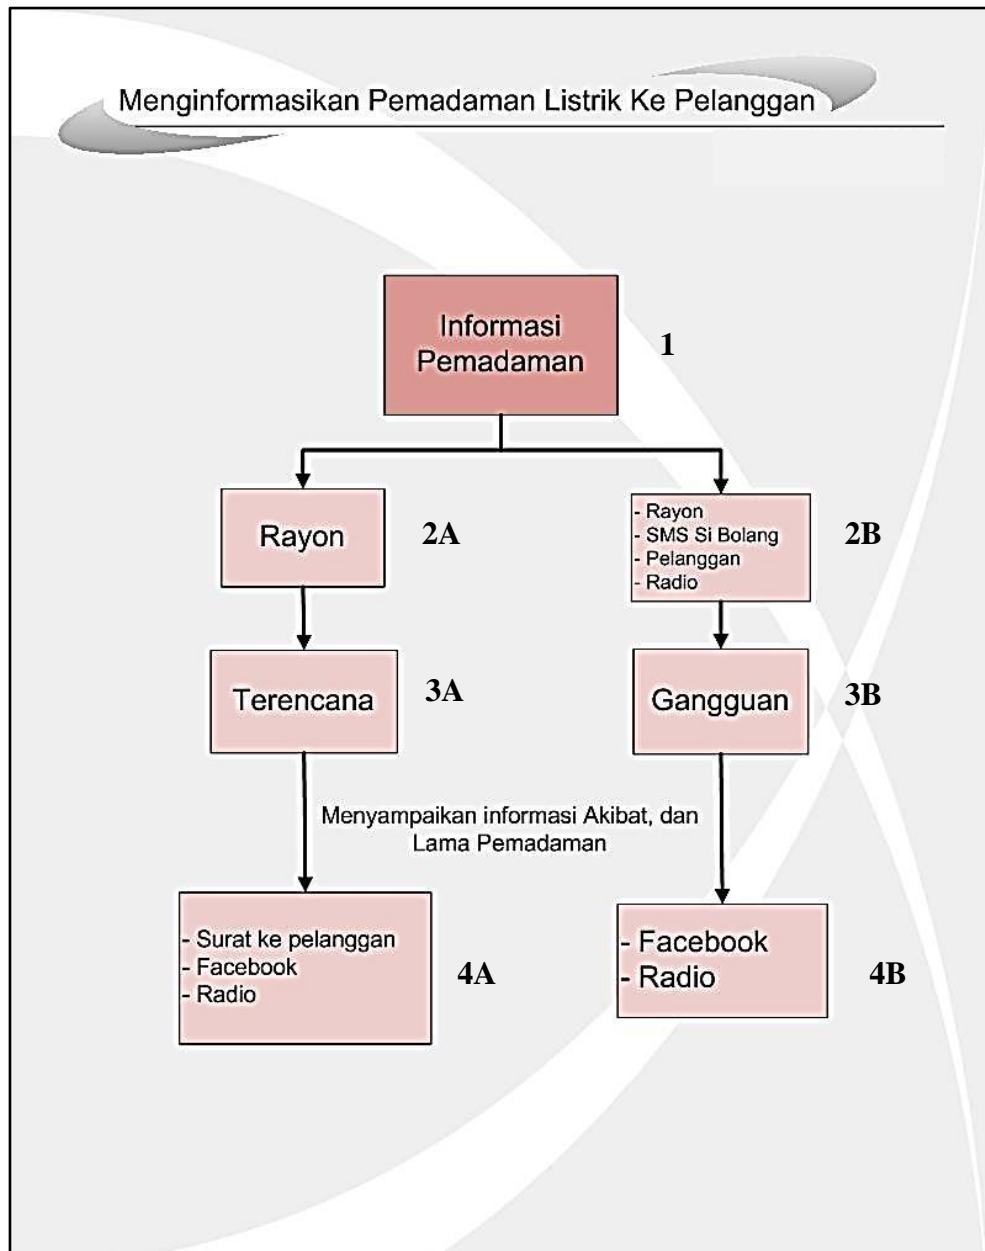 Menginformasikan Pemadaman Listrik Ke Pelanggan
Informasi
Pemadaman
1
Rayon
2A
- Rayon
- SMS Si Bolang
- Pelanggan
- Radio
2B
Terencana
3A
Gangguan
3B
Menyampaikan informasi Akibat, dan
Lama Pemadaman
- Surat ke pelanggan
- Facebook
- Radio
4A
- Facebook
- Radio
4B